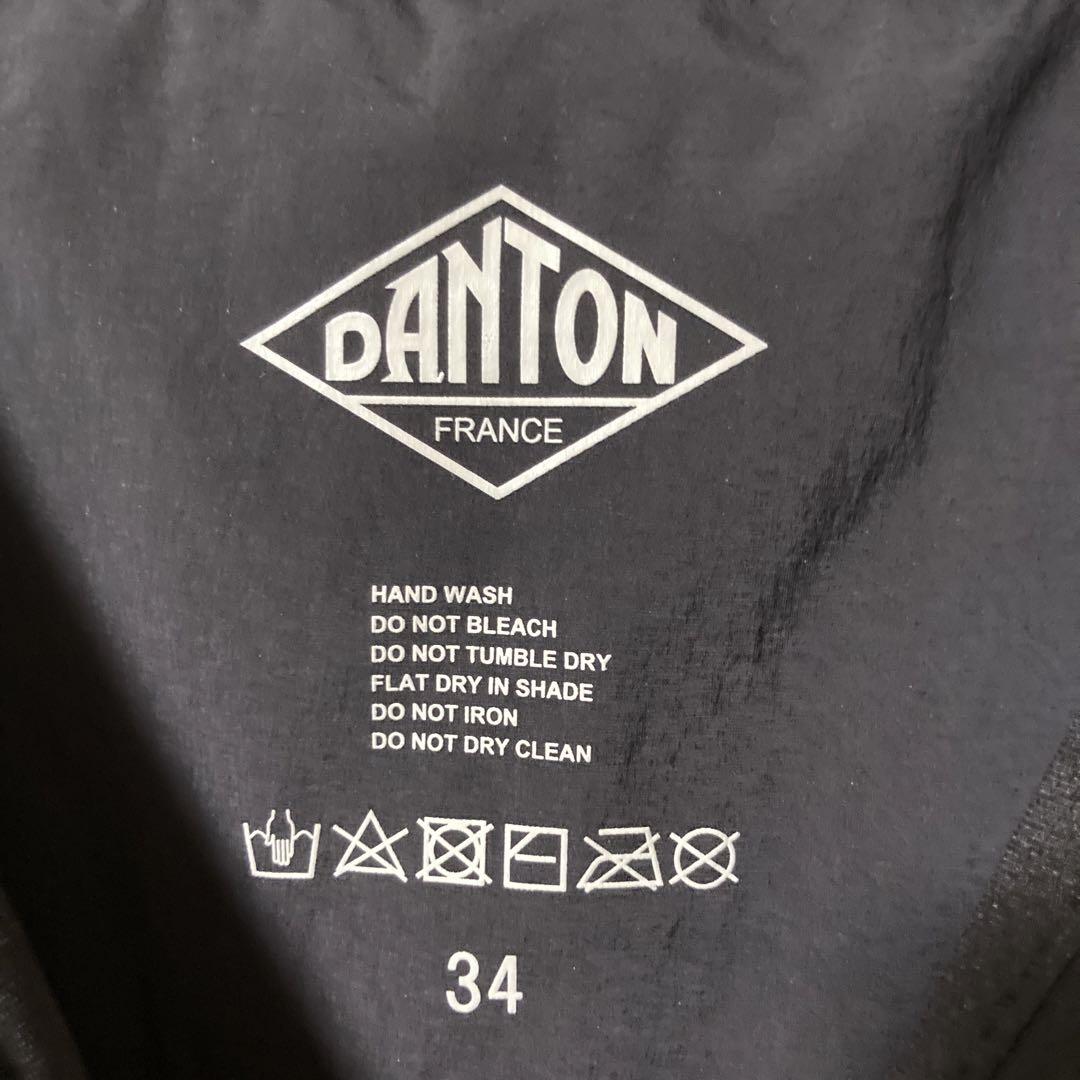 DANTON
FRANCE
HAND WASH
DO NOT BLEACH
DO NOT TUMBLE DRY
FLAT DRY IN SHADE
DO NOT IRON
DO NOT DRY CLEAN
34